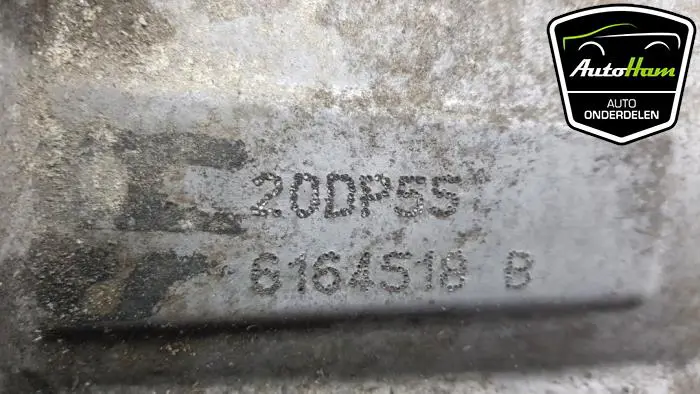 AutoHam
AUTO
ONDERDELEN
20DP55
6164518 B